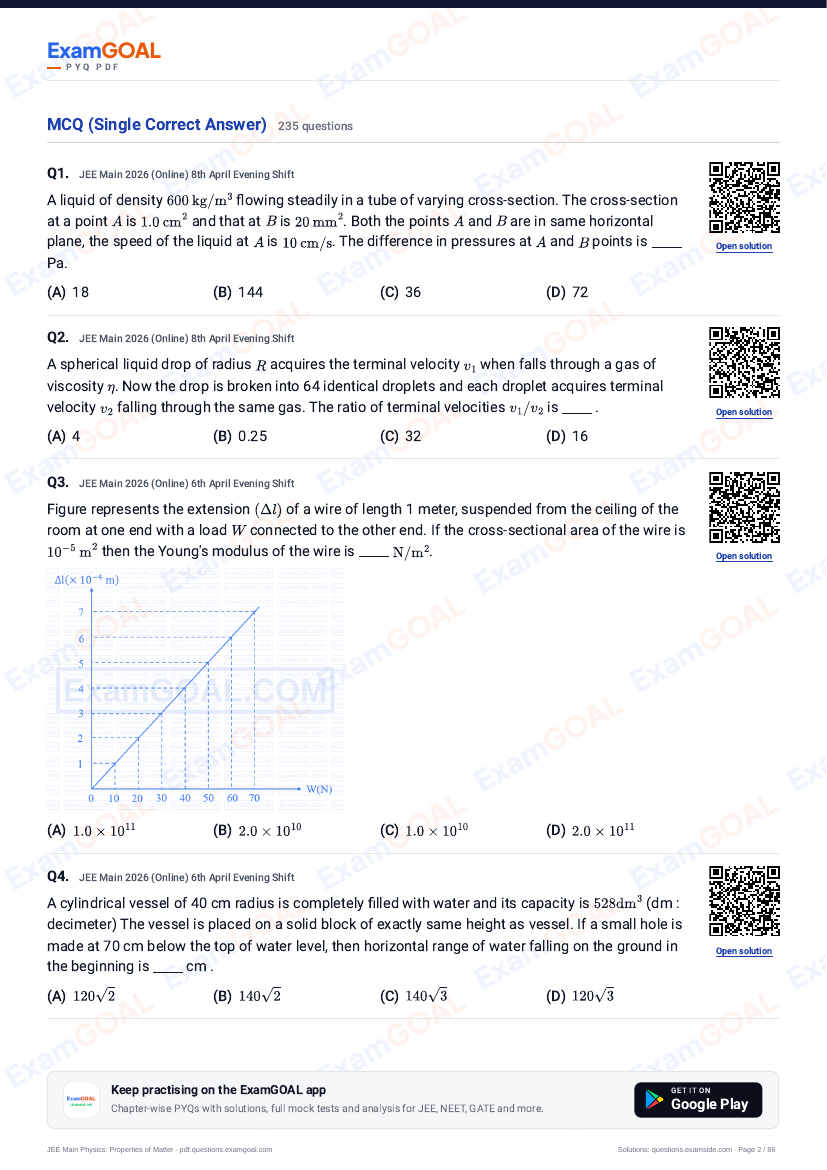 ExamGOAL
PYQ PDF
MCQ (Single Correct Answer) 235 questions
Q1. JEE Main 2026 (Online) 8th April Evening Shift
A liquid of density 600 kg/m³ flowing steadily in a tube of varying cross-section. The cross-section
at a point A is 1.0 cm² and that at B is 20 mm². Both the points A and B are in same horizontal
plane, the speed of the liquid at A is 10 cm/s. The difference in pressures at A and B points is ____
Pa.
Open solution
(A) 18 (B) 144 (C) 36 (D) 72
Q2. JEE Main 2026 (Online) 8th April Evening Shift
A spherical liquid drop of radius R acquires the terminal velocity v₁ when falls through a gas of
viscosity η. Now the drop is broken into 64 identical droplets and each droplet acquires terminal
velocity v₂ falling through the same gas. The ratio of terminal velocities v₁/v₂ is ____ .
Open solution
(A) 4 (B) 0.25 (C) 32 (D) 16
Q3. JEE Main 2026 (Online) 6th April Evening Shift
Figure represents the extension (Δl) of a wire of length 1 meter, suspended from the ceiling of the
room at one end with a load W connected to the other end. If the cross-sectional area of the wire is
10⁻⁵ m² then the Young's modulus of the wire is ____ N/m².
Open solution
Δl(× 10⁻⁴ m)
7
6
5
4
3
2
1
0 10 20 30 40 50 60 70 W(N)
ExamGOAL.COM
(A) 1.0 × 10¹¹ (B) 2.0 × 10¹⁰ (C) 1.0 × 10¹⁰ (D) 2.0 × 10¹¹
Q4. JEE Main 2026 (Online) 6th April Evening Shift
A cylindrical vessel of 40 cm radius is completely filled with water and its capacity is 528dm³ (dm :
decimeter) The vessel is placed on a solid block of exactly same height as vessel. If a small hole is
made at 70 cm below the top of water level, then horizontal range of water falling on the ground in
the beginning is ____ cm .
Open solution
(A) 120√2 (B) 140√2 (C) 140√3 (D) 120√3
Keep practising on the ExamGOAL app
Chapter-wise PYQs with solutions, full mock tests and analysis for JEE, NEET, GATE and more.
GET IT ON
Google Play
JEE Main Physics: Properties of Matter · pdf.questions.examgoal.com Solutions: questions.examside.com · Page 2 / 86